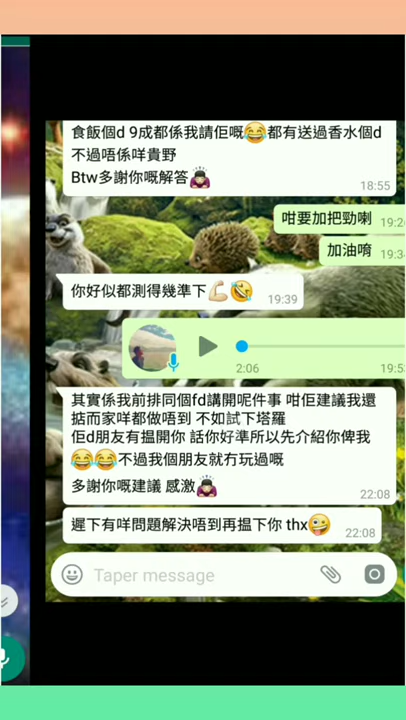 食飯個d 9成都係我請佢嘅😂都有送過香水個d
不過唔係咩貴野
Btw多謝你嘅解答🙇🏻‍♂️
18:55
咁要加把勁喇
19:2
加油唷
19:3
你好似都測得幾準下💪🏻🤣
19:39
2:06
19:5
其實係我前排同個fd講開呢件事 咁佢建議我還
掂而家咩都做唔到 不如試下塔羅
佢d朋友有搵開你 話你好準所以先介紹你俾我
😂😂不過我個朋友就冇玩過嘅
多謝你嘅建議 感激🙇🏻‍♂️
22:08
遲下有咩問題解決唔到再搵下你 thx🤪
22:08
Taper message